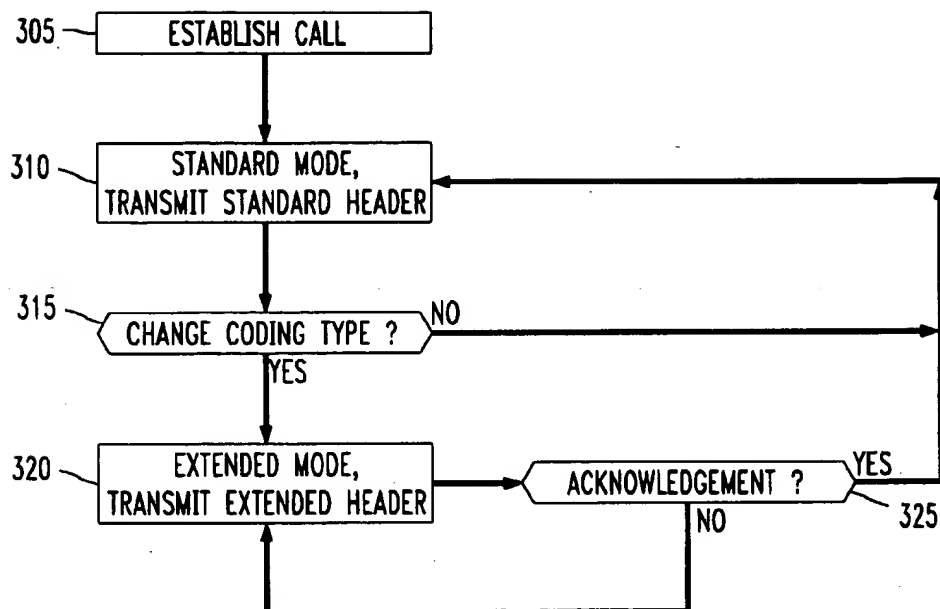 305
ESTABLISH CALL
310
STANDARD MODE,
TRANSMIT STANDARD HEADER
315
CHANGE CODING TYPE ?
NO
YES
320
EXTENDED MODE,
TRANSMIT EXTENDED HEADER
ACKNOWLEDGEMENT ?
YES
325
NO